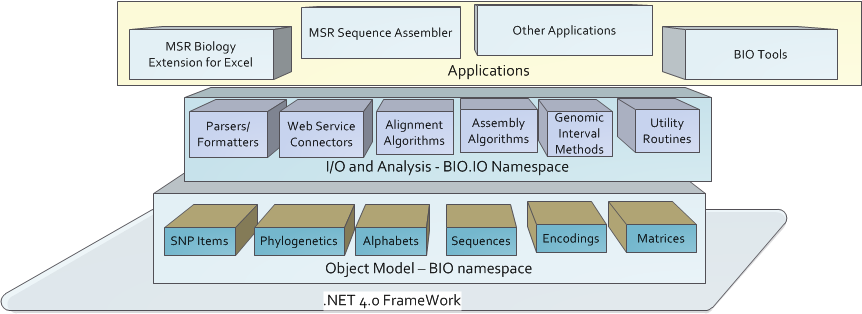 MSR Biology
Extension for Excel
MSR Sequence Assembler
Other Applications
BIO Tools
Applications
Parsers/
Formatters
Web Service
Connectors
Alignment
Algorithms
Assembly
Algorithms
Genomic
Interval
Methods
Utility
Routines
I/O and Analysis - BIO.IO Namespace
SNP Items
Phylogenetics
Alphabets
Sequences
Encodings
Matrices
Object Model – BIO namespace
.NET 4.0 FrameWork